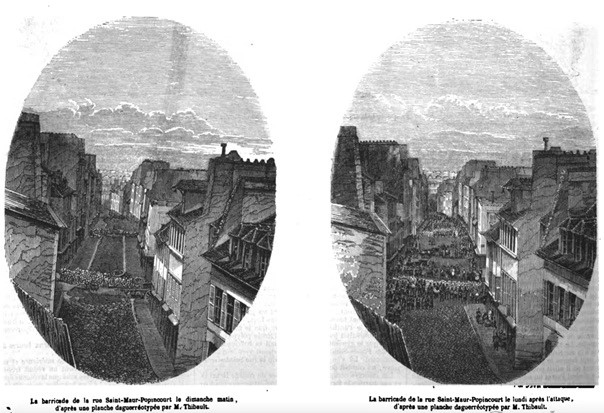 La barricade de la rue Saint-Maur-Popincourt le dimanche matin,
d'après une planche daguerréotypée par M. Thibault.
La barricade de la rue Saint-Maur-Popincourt le lundi après l'attaque,
d'après une planche daguerréotypée par M. Thibault.